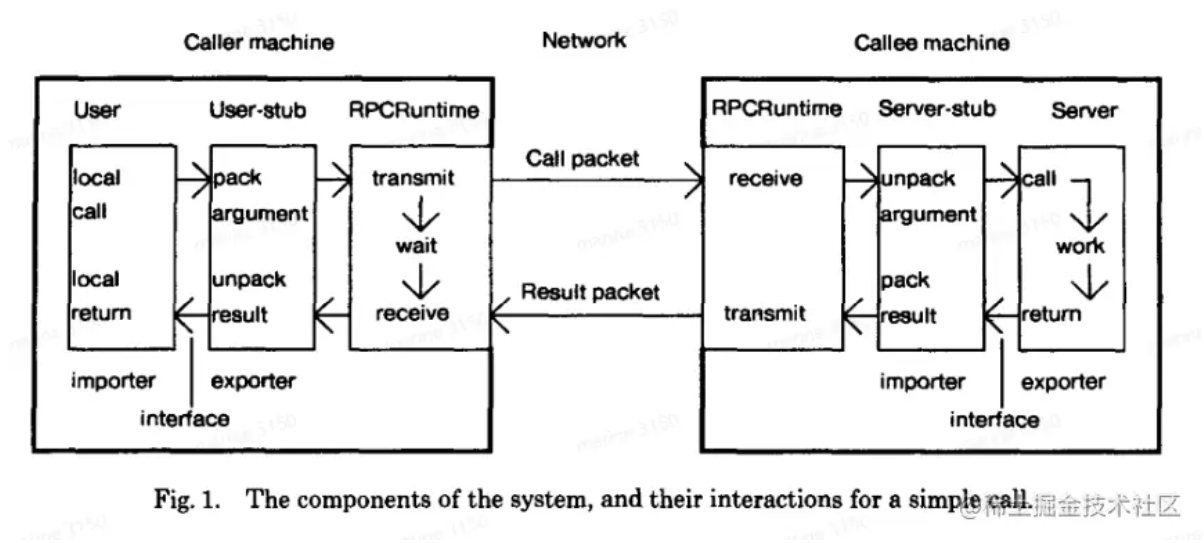 Caller machine Network Callee machine
User User-stub RPCRuntime RPCRuntime Server-stub Server
Call packet
local pack transmit receive unpack call
call argument argument
wait work
local unpack pack
Result packet
return result receive transmit result return
importer exporter importer exporter
interface interface
Fig. 1. The components of the system, and their interactions for a simple call.
@稀土掘金技术社区